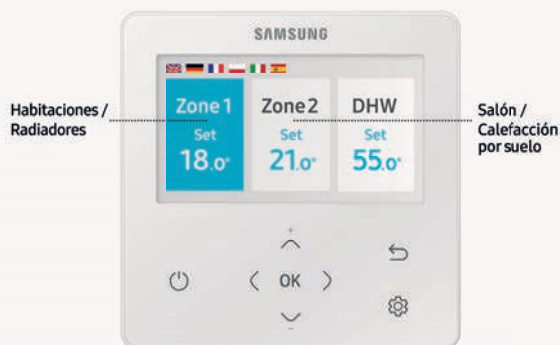 SAMSUNG
Habitaciones /
Radiadores
Zone 1
Set
18.0°
Zone 2
Set
21.0°
DHW
Set
55.0°
Salón /
Calefacción
por suelo
+
OK
−